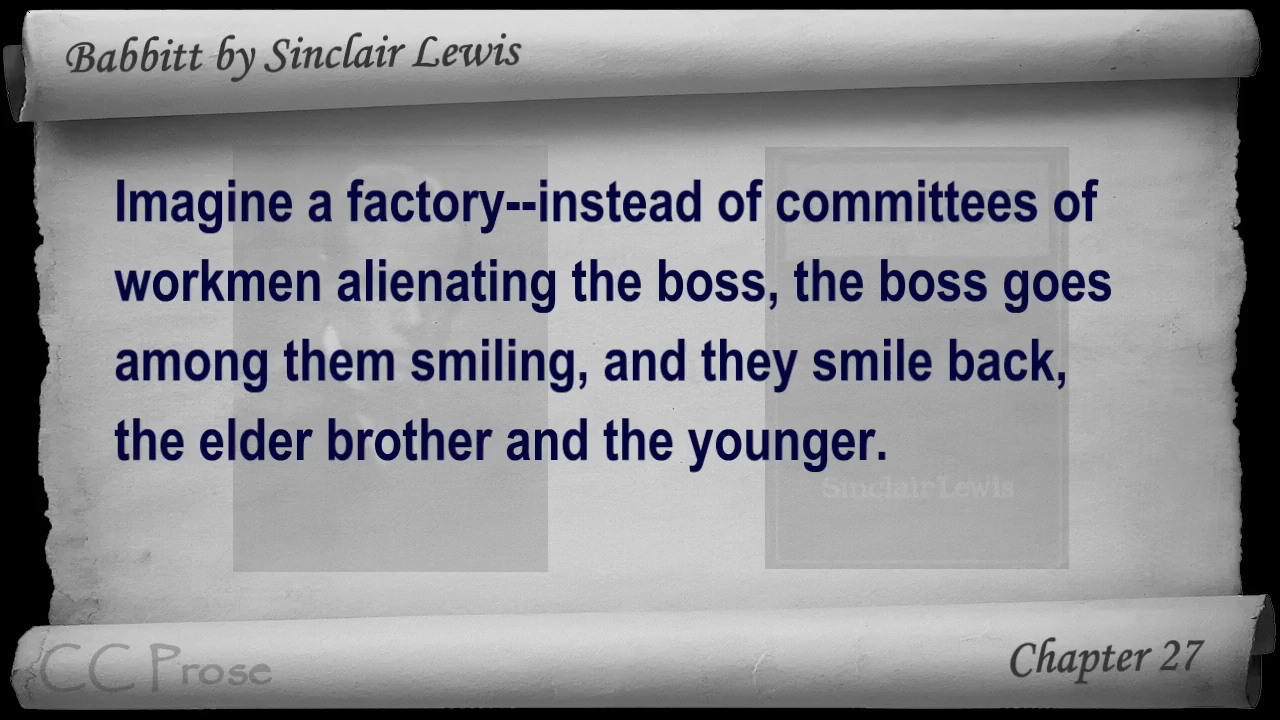 Babbitt by Sinclair Lewis
Imagine a factory--instead of committees of
workmen alienating the boss, the boss goes
among them smiling, and they smile back,
the elder brother and the younger.
Sinclair Lewis
CC Prose
Chapter 27